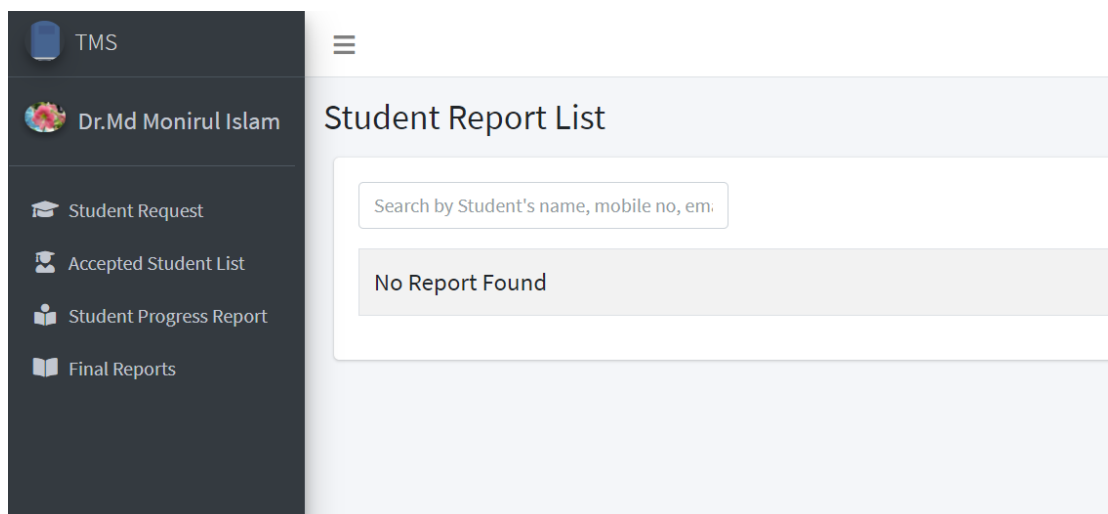 TMS
Dr.Md Monirul Islam
Student Request
Accepted Student List
Student Progress Report
Final Reports
Student Report List
Search by Student's name, mobile no, em
No Report Found